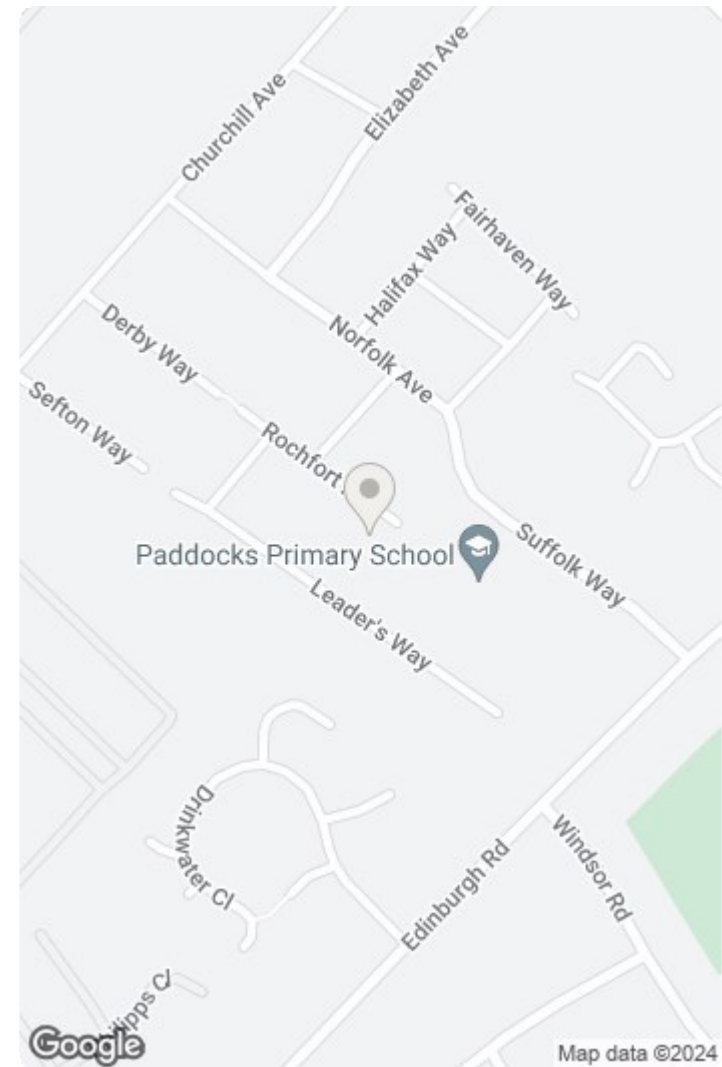 Churchill Ave
Elizabeth Ave
Fairhaven Way
Halifax Way
Norfolk Ave
Derby Way
Sefton Way
Rochfort
Paddocks Primary School
Suffolk Way
Leader's Way
Drinkwater Cl
Windsor Rd
Edinburgh Rd
Cl
Google
Map data ©2024